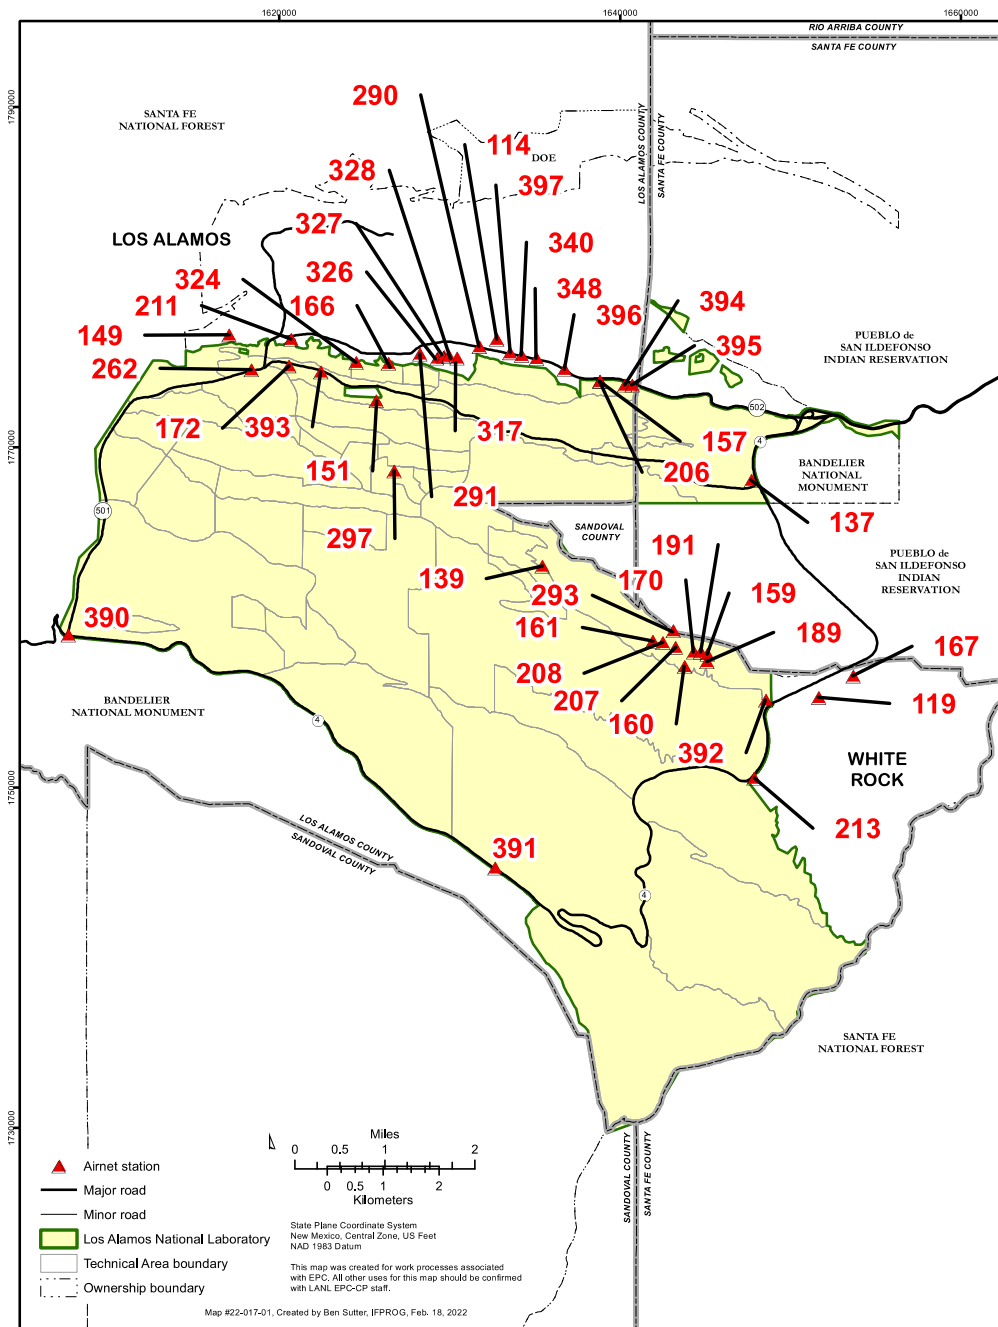 1620000
1640000
1660000
RIO ARRIBA COUNTY
SANTA FE COUNTY
1790000
1770000
1750000
1730000
SANTA FE
NATIONAL FOREST
LOS ALAMOS COUNTY
SANTA FE COUNTY
DOE
290
114
328
397
327
LOS ALAMOS
340
326
324
348
211
166
396
394
149
395
PUEBLO de
SAN ILDEFONSO
INDIAN RESERVATION
262
502
172
393
317
157
4
151
206
BANDELIER
NATIONAL
MONUMENT
291
501
297
137
SANDOVAL
COUNTY
191
PUEBLO de
SAN ILDEFONSO
INDIAN
RESERVATION
139
170
293
159
390
161
189
208
167
207
160
119
BANDELIER
NATIONAL MONUMENT
4
392
WHITE
ROCK
LOS ALAMOS COUNTY
SANDOVAL COUNTY
213
391
4
SANTA FE
NATIONAL FOREST
SANDOVAL COUNTY
SANTA FE COUNTY
Miles
0 0.5 1 2
0 0.5 1 2
Kilometers
Airnet station
Major road
Minor road
Los Alamos National Laboratory
Technical Area boundary
Ownership boundary
State Plane Coordinate System
New Mexico, Central Zone, US Feet
NAD 1983 Datum
This map was created for work processes associated
with EPC. All other uses for this map should be confirmed
with LANL EPC-CP staff.
Map #22-017-01, Created by Ben Sutter, IFPROG, Feb. 18, 2022